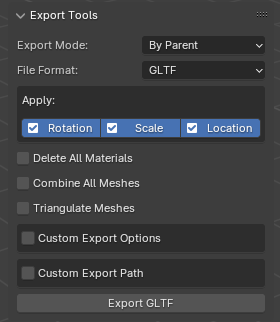 Export Tools
Export Mode: By Parent
File Format: GLTF
Apply:
Rotation Scale Location
Delete All Materials
Combine All Meshes
Triangulate Meshes
Custom Export Options
Custom Export Path
Export GLTF